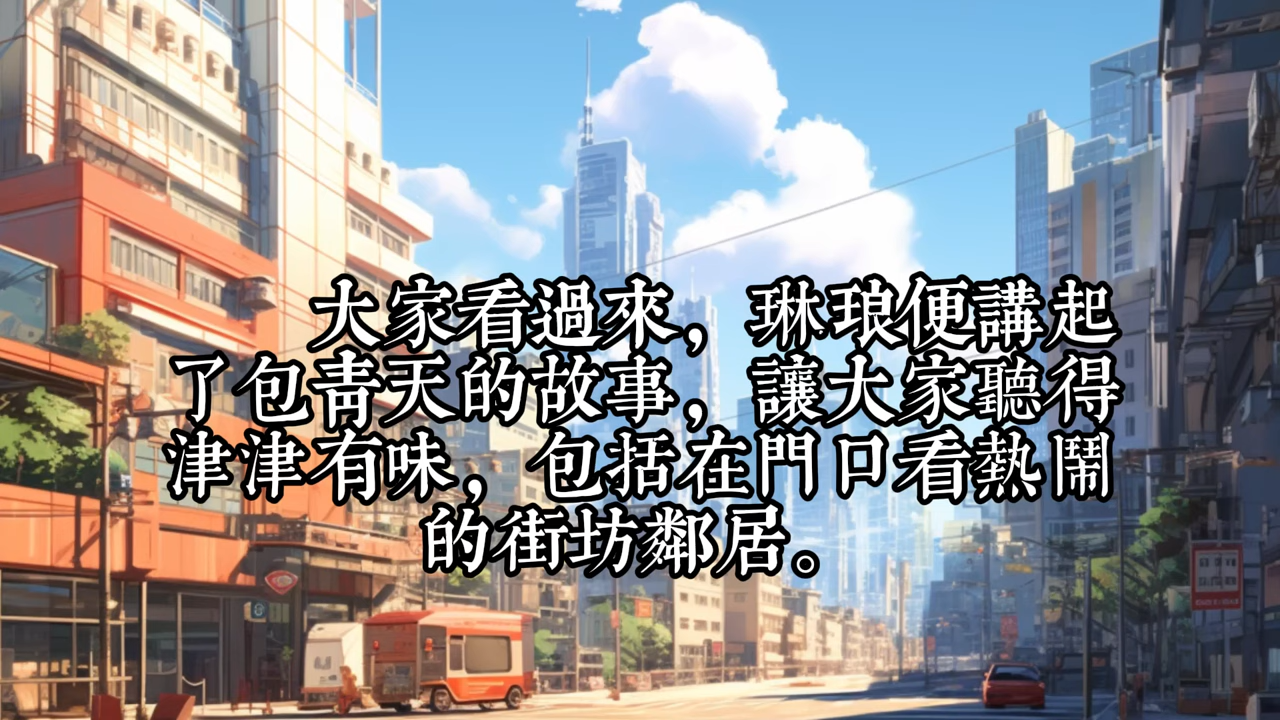 大家看過來，琳琅便講起
了包青天的故事，讓大家聽得
津津有味，包括在門口看熱鬧
的街坊鄰居。